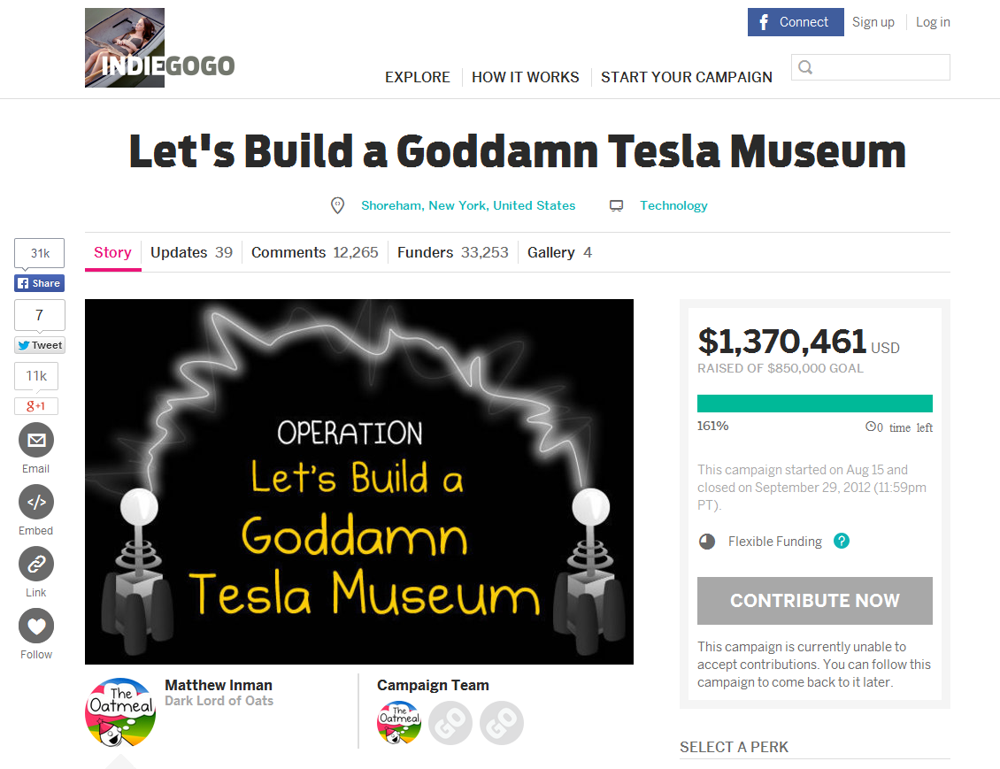 Connect
Sign up
Log in
INDIEGOGO
EXPLORE
HOW IT WORKS
START YOUR CAMPAIGN
Let's Build a Goddamn Tesla Museum
Shoreham, New York, United States
Technology
Story
Updates 39
Comments 12,265
Funders 33,253
Gallery 4
31k
Share
7
Tweet
11k
g+1
Email
</>
Embed
Link
Follow
OPERATION
Let's Build a
Goddamn
Tesla Museum
$1,370,461 USD
RAISED OF $850,000 GOAL
161%
0 time left
This campaign started on Aug 15 and
closed on September 29, 2012 (11:59pm
PT).
Flexible Funding ?
CONTRIBUTE NOW
This campaign is currently unable to
accept contributions. You can follow this
campaign to come back to it later.
The
Oatmeal
Matthew Inman
Dark Lord of Oats
Campaign Team
The
Oatmeal
GO
GO
SELECT A PERK